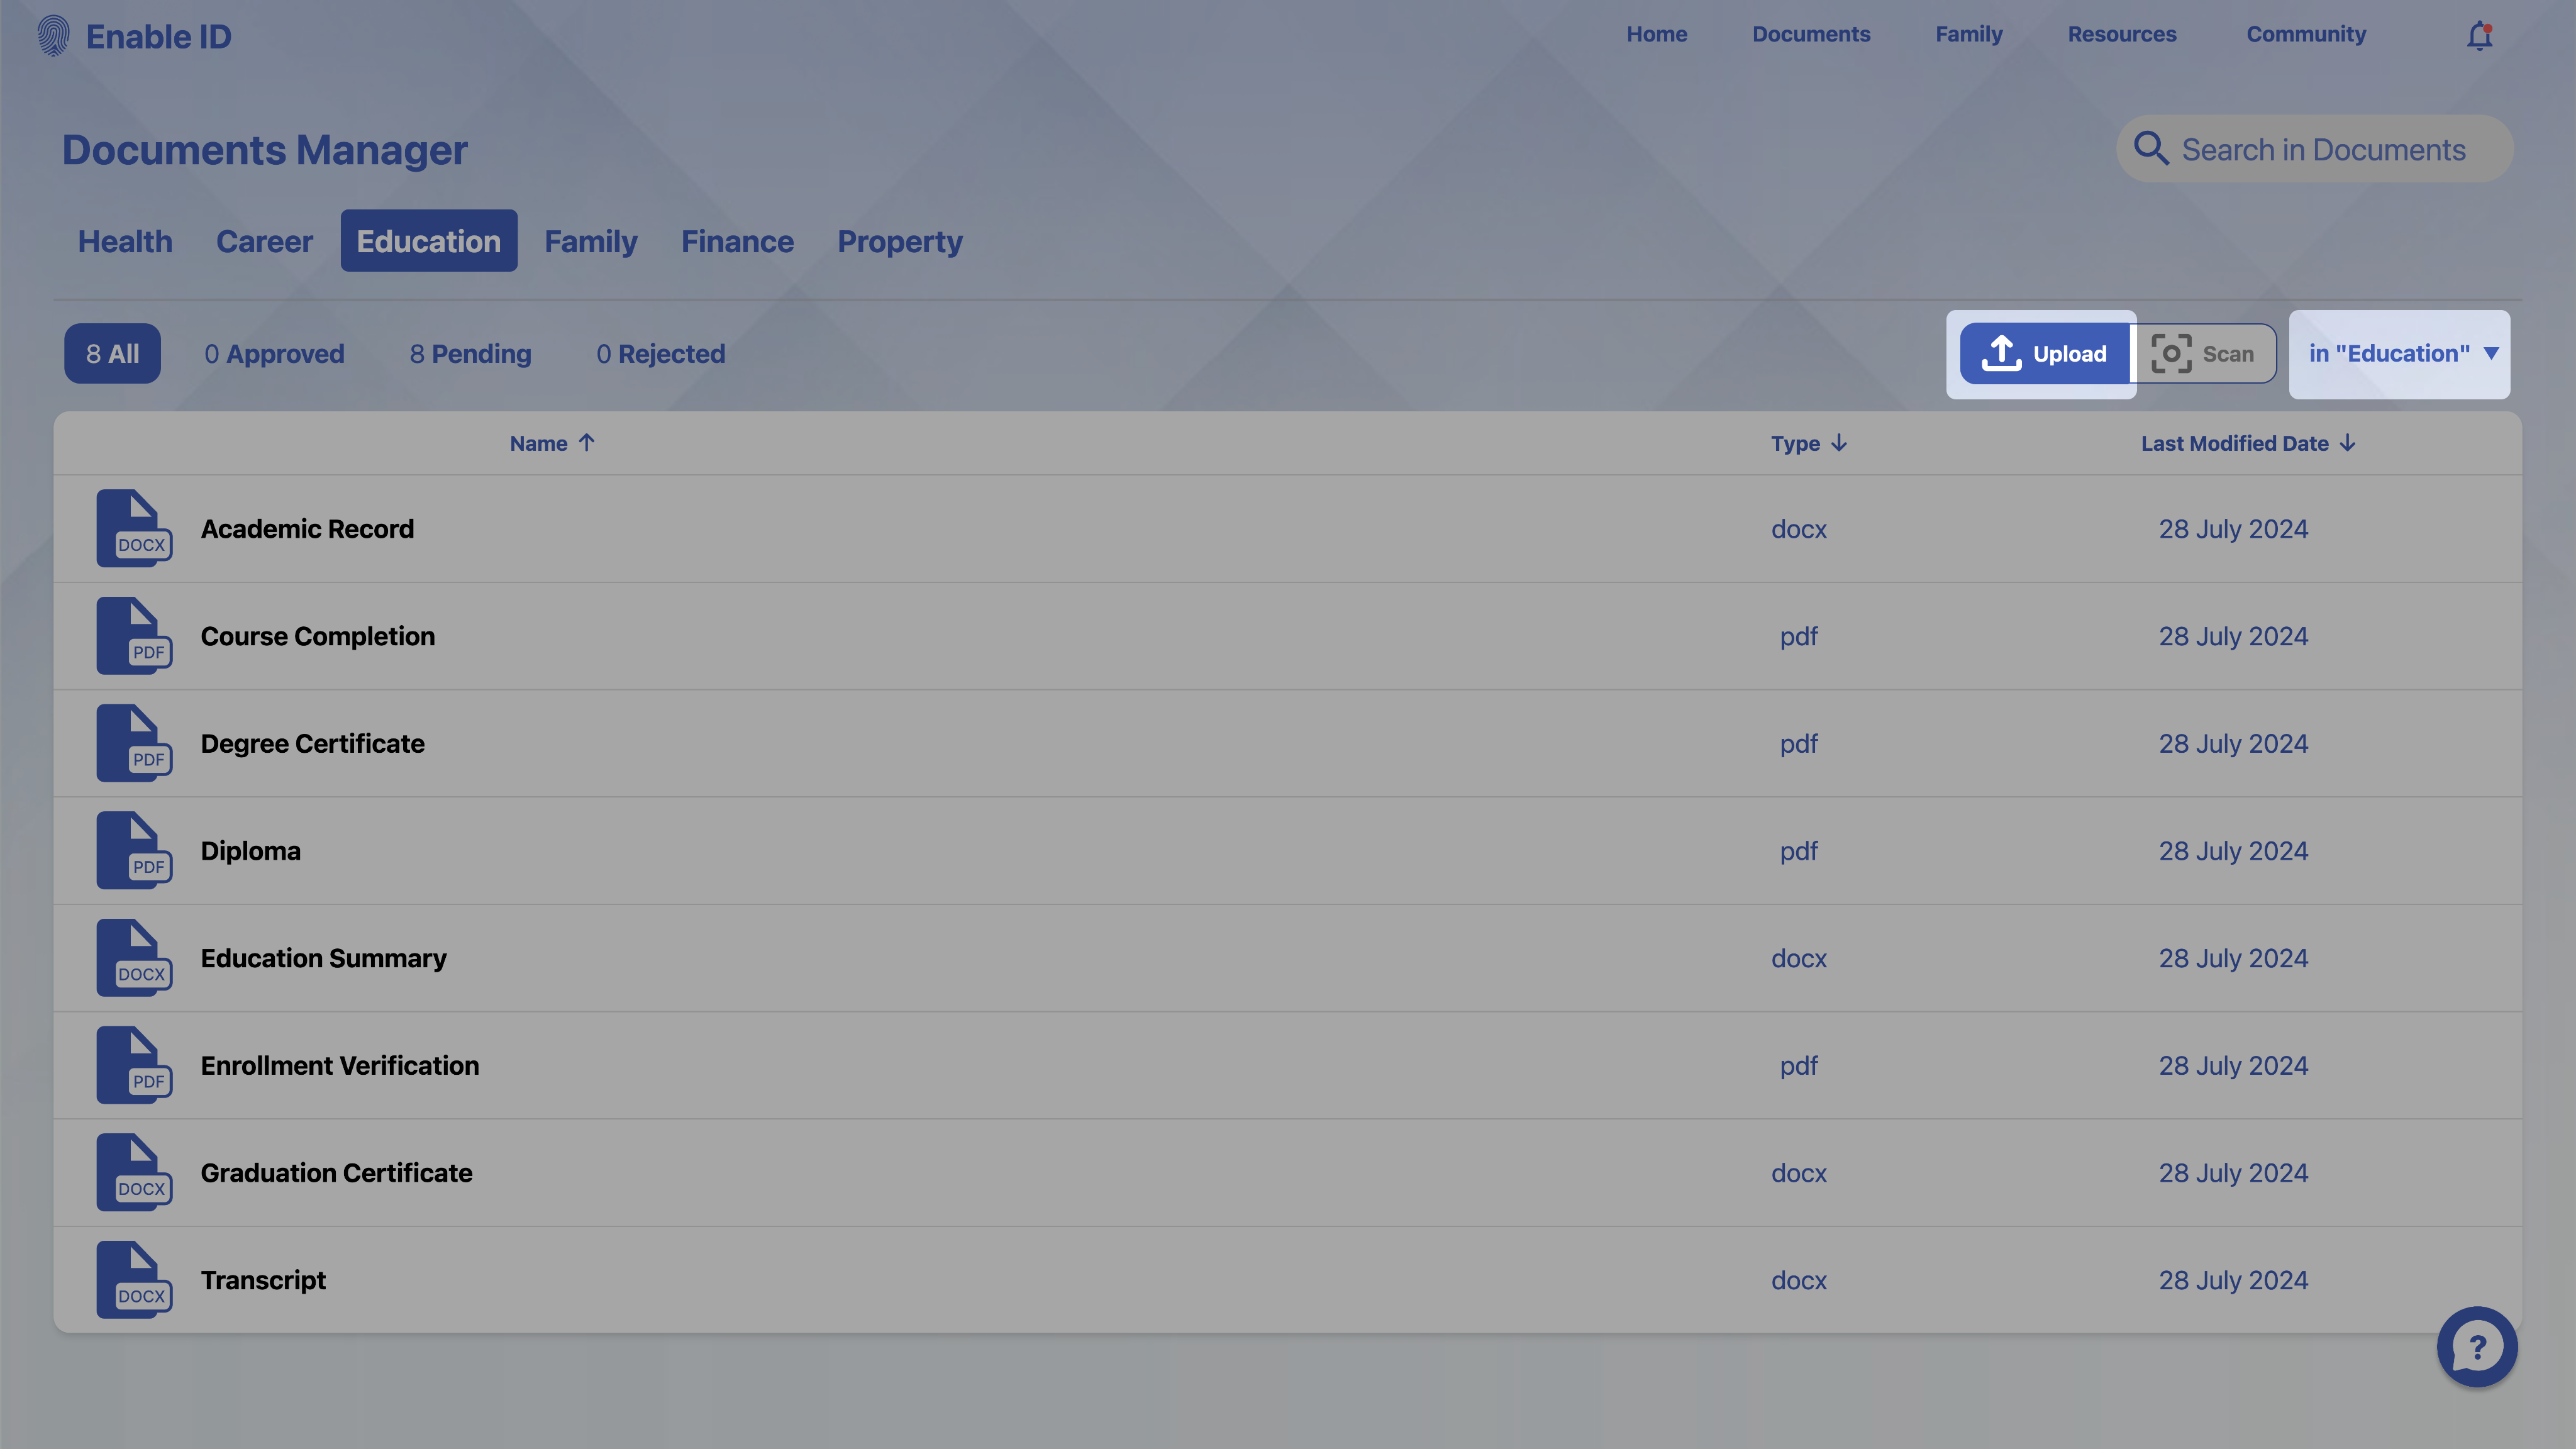 Enable ID
Home Documents Family Resources Community
Documents Manager
Search in Documents
Health Career Education Family Finance Property
8 All 0 Approved 8 Pending 0 Rejected
Upload Scan in "Education"
Name Type Last Modified Date
DOCX Academic Record docx 28 July 2024
PDF Course Completion pdf 28 July 2024
PDF Degree Certificate pdf 28 July 2024
PDF Diploma pdf 28 July 2024
DOCX Education Summary docx 28 July 2024
PDF Enrollment Verification pdf 28 July 2024
DOCX Graduation Certificate docx 28 July 2024
DOCX Transcript docx 28 July 2024
?